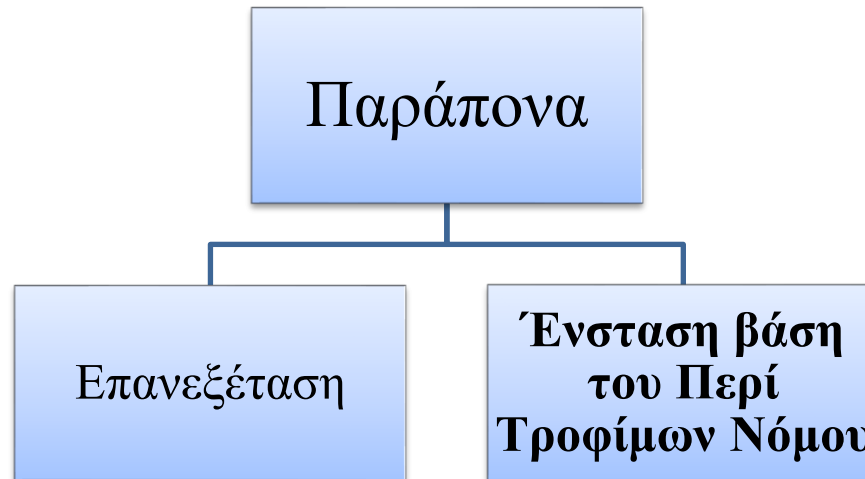 Παράπονα
Επανεξέταση
Ένσταση βάση
του Περί
Τροφίμων Νόμου